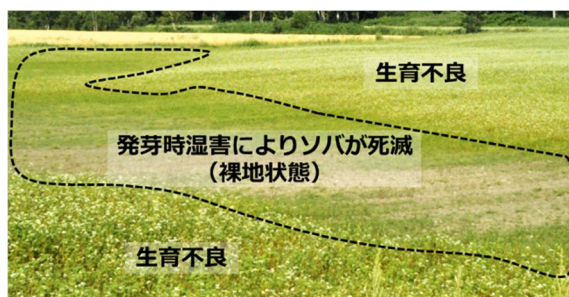 生育不良
発芽時湿害によりソバが死滅
（裸地状態）
生育不良